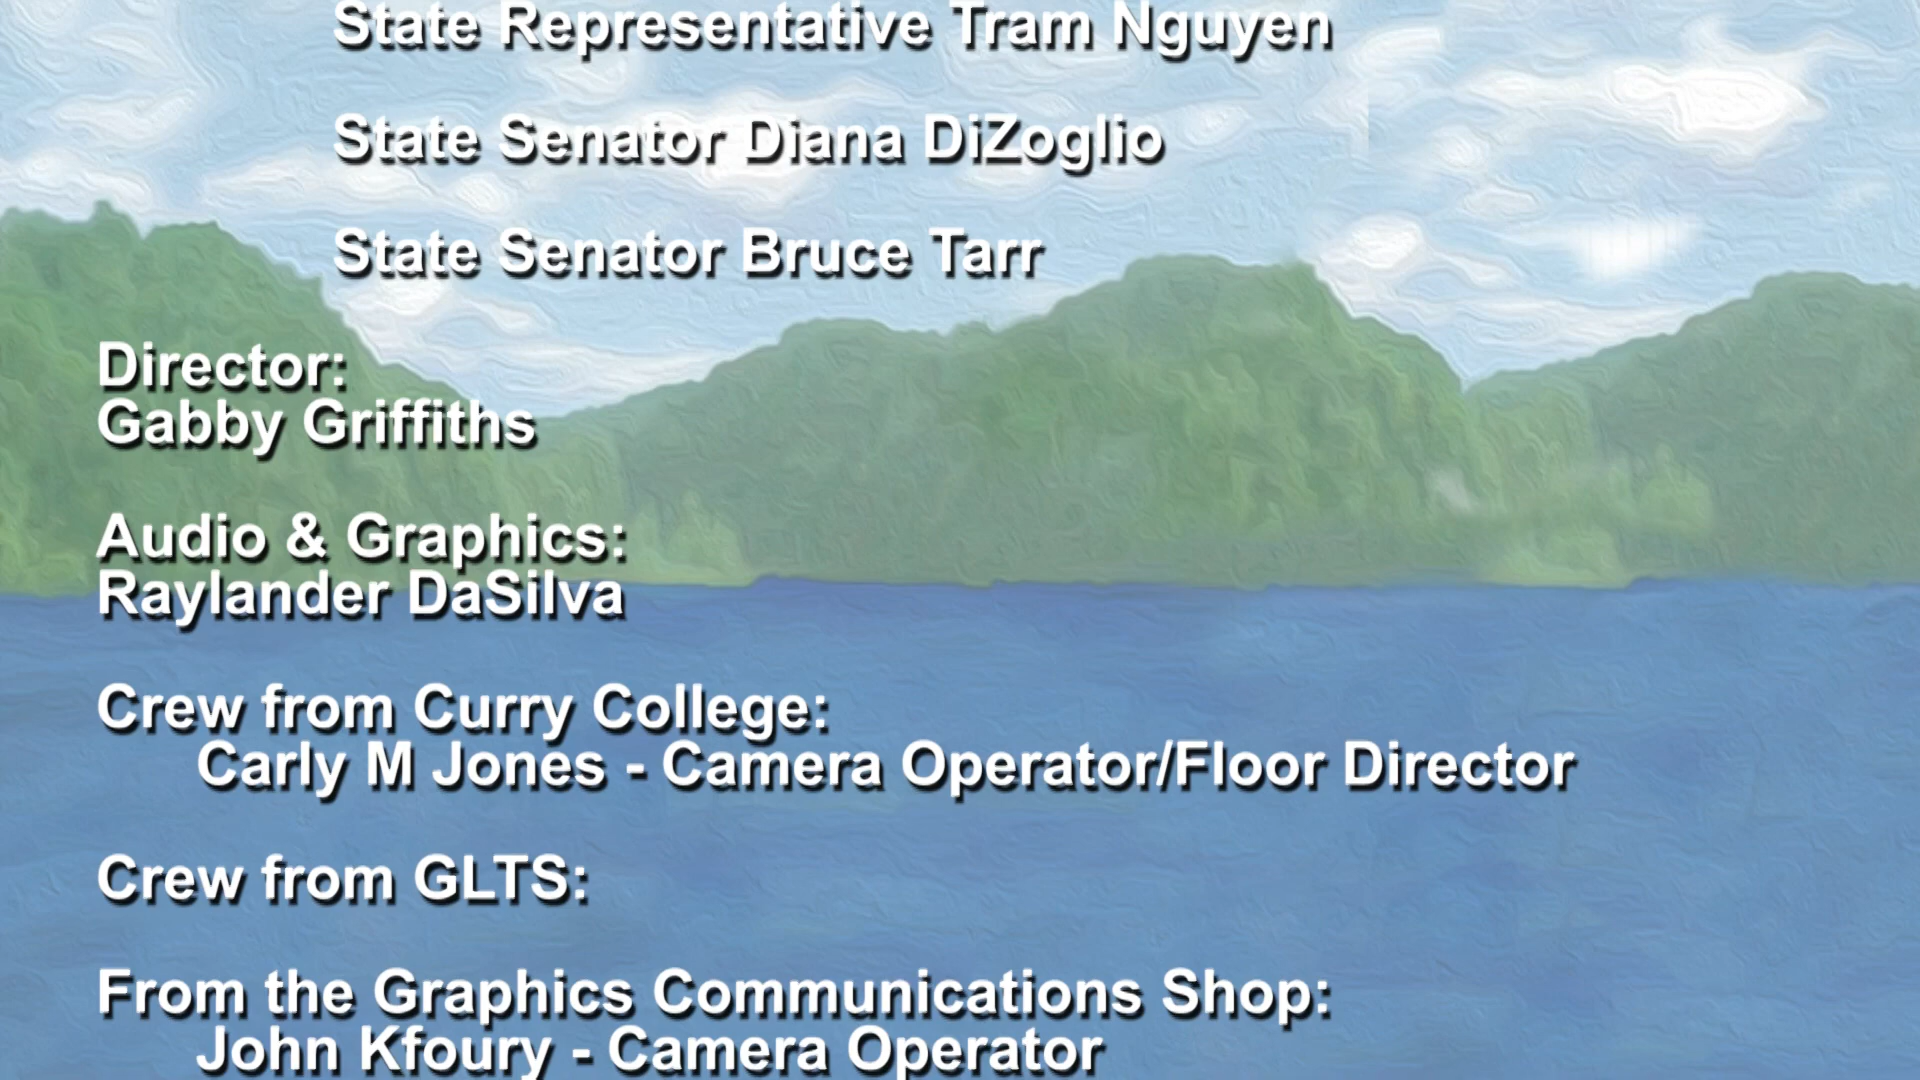 State Representative Tram Nguyen
State Senator Diana DiZoglio
State Senator Bruce Tarr
Director:
Gabby Griffiths
Audio & Graphics:
Raylander DaSilva
Crew from Curry College:
Carly M Jones - Camera Operator/Floor Director
Crew from GLTS:
From the Graphics Communications Shop:
John Kfoury - Camera Operator